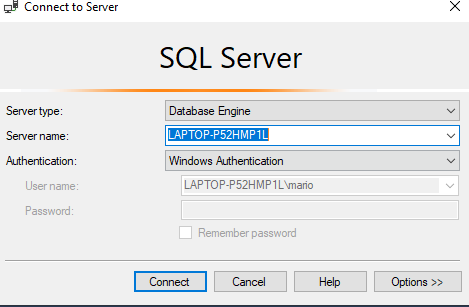 Connect to Server
SQL Server
Server type: Database Engine
Server name: LAPTOP-P52HMP1L
Authentication: Windows Authentication
User name: LAPTOP-P52HMP1L\mario
Password:
Remember password
Connect Cancel Help Options >>